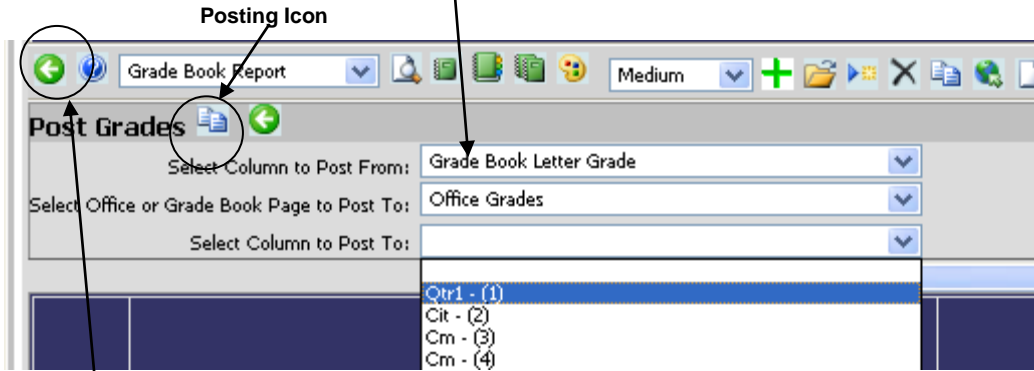 Posting Icon
Grade Book Report Medium
Post Grades
Select Column to Post From: Grade Book Letter Grade
Select Office or Grade Book Page to Post To: Office Grades
Select Column to Post To:
Qtr1 - (1)
Cit - (2)
Cm - (3)
Cm - (4)